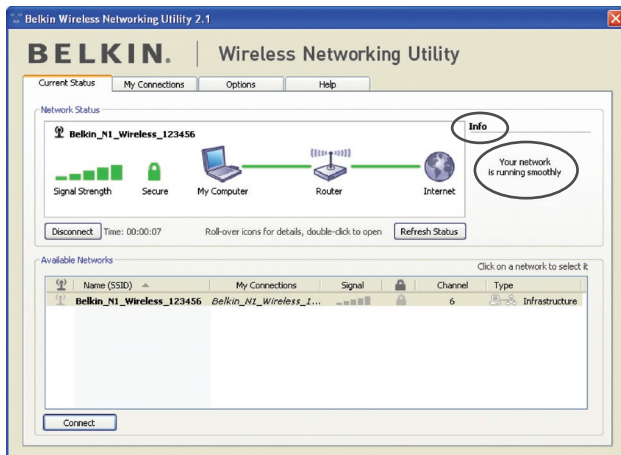 Belkin Wireless Networking Utility 2.1
BELKIN. | Wireless Networking Utility
Current Status My Connections Options Help
Network Status
Belkin_N1_Wireless_123456
Info
Your network
is running smoothly
Signal Strength Secure My Computer Router Internet
Disconnect Time: 00:00:07 Roll-over icons for details, double-click to open Refresh Status
Available Networks
Click on a network to select it
Name (SSID) My Connections Signal Channel Type
Belkin_N1_Wireless_123456 Belkin_N1_Wireless_1... 6 Infrastructure
Connect